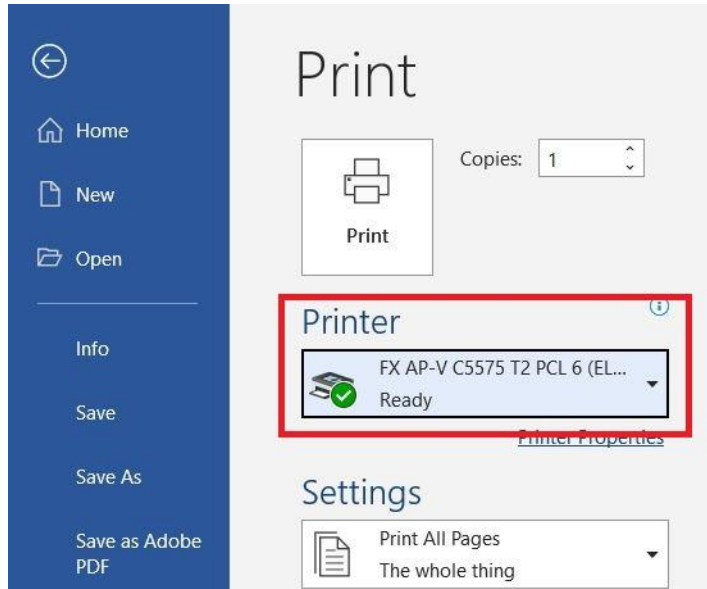 Print
Home
New
Open
Info
Save
Save As
Save as Adobe
PDF
Copies: 1
Print
Printer
FX AP-V C5575 T2 PCL 6 (EL...
Ready
Printer Properties
Settings
Print All Pages
The whole thing